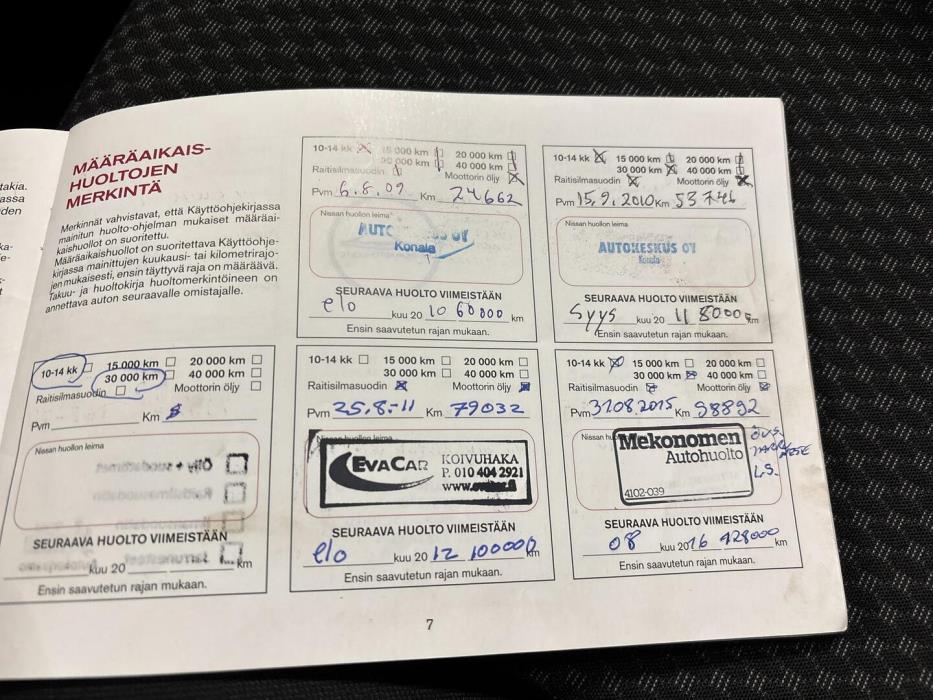 takia.
assa
den
ka-
e-
s-
t
MÄÄRÄAIKAIS-
HUOLTOJEN
MERKINTÄ
Merkinnät vahvistavat, että Käyttöohjekirjassa
mainitun huolto-ohjelman mukaiset määräai-
kaishuollot on suoritettu.
Määräaikaishuollot on suoritettava Käyttöohje-
kirjassa mainittujen kuukausi- tai kilometrirajo-
jen mukaisesti, ensin täyttyvä raja on määräävä.
Takuu- ja huoltokirja huoltomerkintöineen on
annettava auton seuraavalle omistajalle.
10-14 kk 15 000 km 20 000 km
30 000 km 40 000 km
Raitisilmasuodin Moottorin öljy
Pvm 6.8.09 Km 24662
Nissan huollon leima
OY
Konala
SEURAAVA HUOLTO VIIMEISTÄÄN
elo kuu 20 10 60000 km
Ensin saavutetun rajan mukaan.
10-14 kk 15 000 km 20 000 km
30 000 km 40 000 km
Raitisilmasuodin Moottorin öljy
Pvm 15.9.2010 Km 53746
Nissan huollon leima
AUTOKESKUS OY
Konala
SEURAAVA HUOLTO VIIMEISTÄÄN
Syys kuu 20 11 80000 km
Ensin saavutetun rajan mukaan.
10-14 kk 15 000 km 20 000 km
30 000 km 40 000 km
Raitisilmasuodin Moottorin öljy
Pvm Km
Nissan huollon leima
SEURAAVA HUOLTO VIIMEISTÄÄN
kuu 20 km
Ensin saavutetun rajan mukaan.
10-14 kk 15 000 km 20 000 km
30 000 km 40 000 km
Raitisilmasuodin Moottorin öljy
Pvm 25.8.-11 Km 79032
Nissan huollon leima
EVACAR KOIVUHAKA
P. 010 404 2921
www.
SEURAAVA HUOLTO VIIMEISTÄÄN
elo kuu 20 12 100000 km
Ensin saavutetun rajan mukaan.
10-14 kk 15 000 km 20 000 km
30 000 km 40 000 km
Raitisilmasuodin Moottorin öljy
Pvm 31082015 Km 98892
Nissan hu
Mekonomen
Autohuolto
4102-039
L.S.
SEURAAVA HUOLTO VIIMEISTÄÄN
08 kuu 20 16 128000 km
Ensin saavutetun rajan mukaan.
7